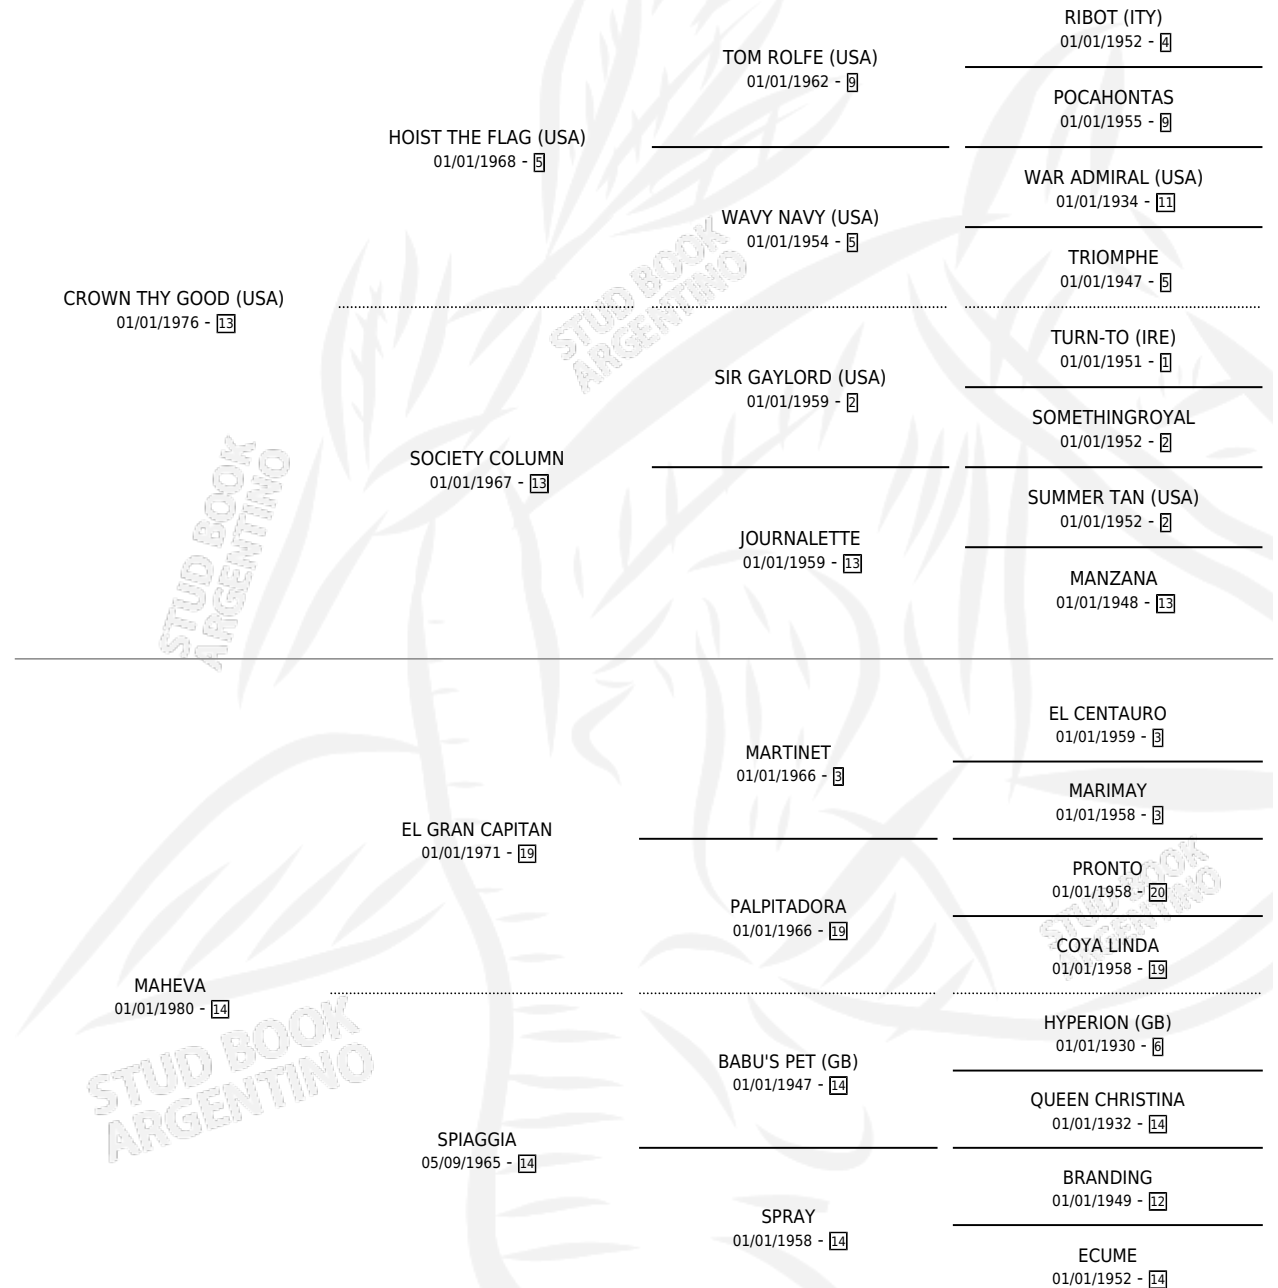 RIBOT (ITY)
01/01/1952 - 4
TOM ROLFE (USA)
01/01/1962 - 9
POCAHONTAS
01/01/1955 - 9
HOIST THE FLAG (USA)
01/01/1968 - 5
WAR ADMIRAL (USA)
01/01/1934 - 11
WAVY NAVY (USA)
01/01/1954 - 5
TRIOMPHE
01/01/1947 - 5
CROWN THY GOOD (USA)
01/01/1976 - 13
TURN-TO (IRE)
01/01/1951 - 1
SIR GAYLORD (USA)
01/01/1959 - 2
SOMETHINGROYAL
01/01/1952 - 2
SOCIETY COLUMN
01/01/1967 - 13
SUMMER TAN (USA)
01/01/1952 - 2
JOURNALETTE
01/01/1959 - 13
MANZANA
01/01/1948 - 13
EL CENTAURO
01/01/1959 - 3
MARTINET
01/01/1966 - 3
MARIMAY
01/01/1958 - 3
EL GRAN CAPITAN
01/01/1971 - 19
PRONTO
01/01/1958 - 20
PALPITADORA
01/01/1966 - 19
COYA LINDA
01/01/1958 - 19
MAHEVA
01/01/1980 - 14
HYPERION (GB)
01/01/1930 - 6
BABU'S PET (GB)
01/01/1947 - 14
QUEEN CHRISTINA
01/01/1932 - 14
SPIAGGIA
05/09/1965 - 14
BRANDING
01/01/1949 - 12
SPRAY
01/01/1958 - 14
ECUME
01/01/1952 - 14
STUD BOOK
ARGENTINO
STUD BOOK
ARGENTINO
STUD BOOK
ARGENTINO
STUD BOOK
ARGENTINO